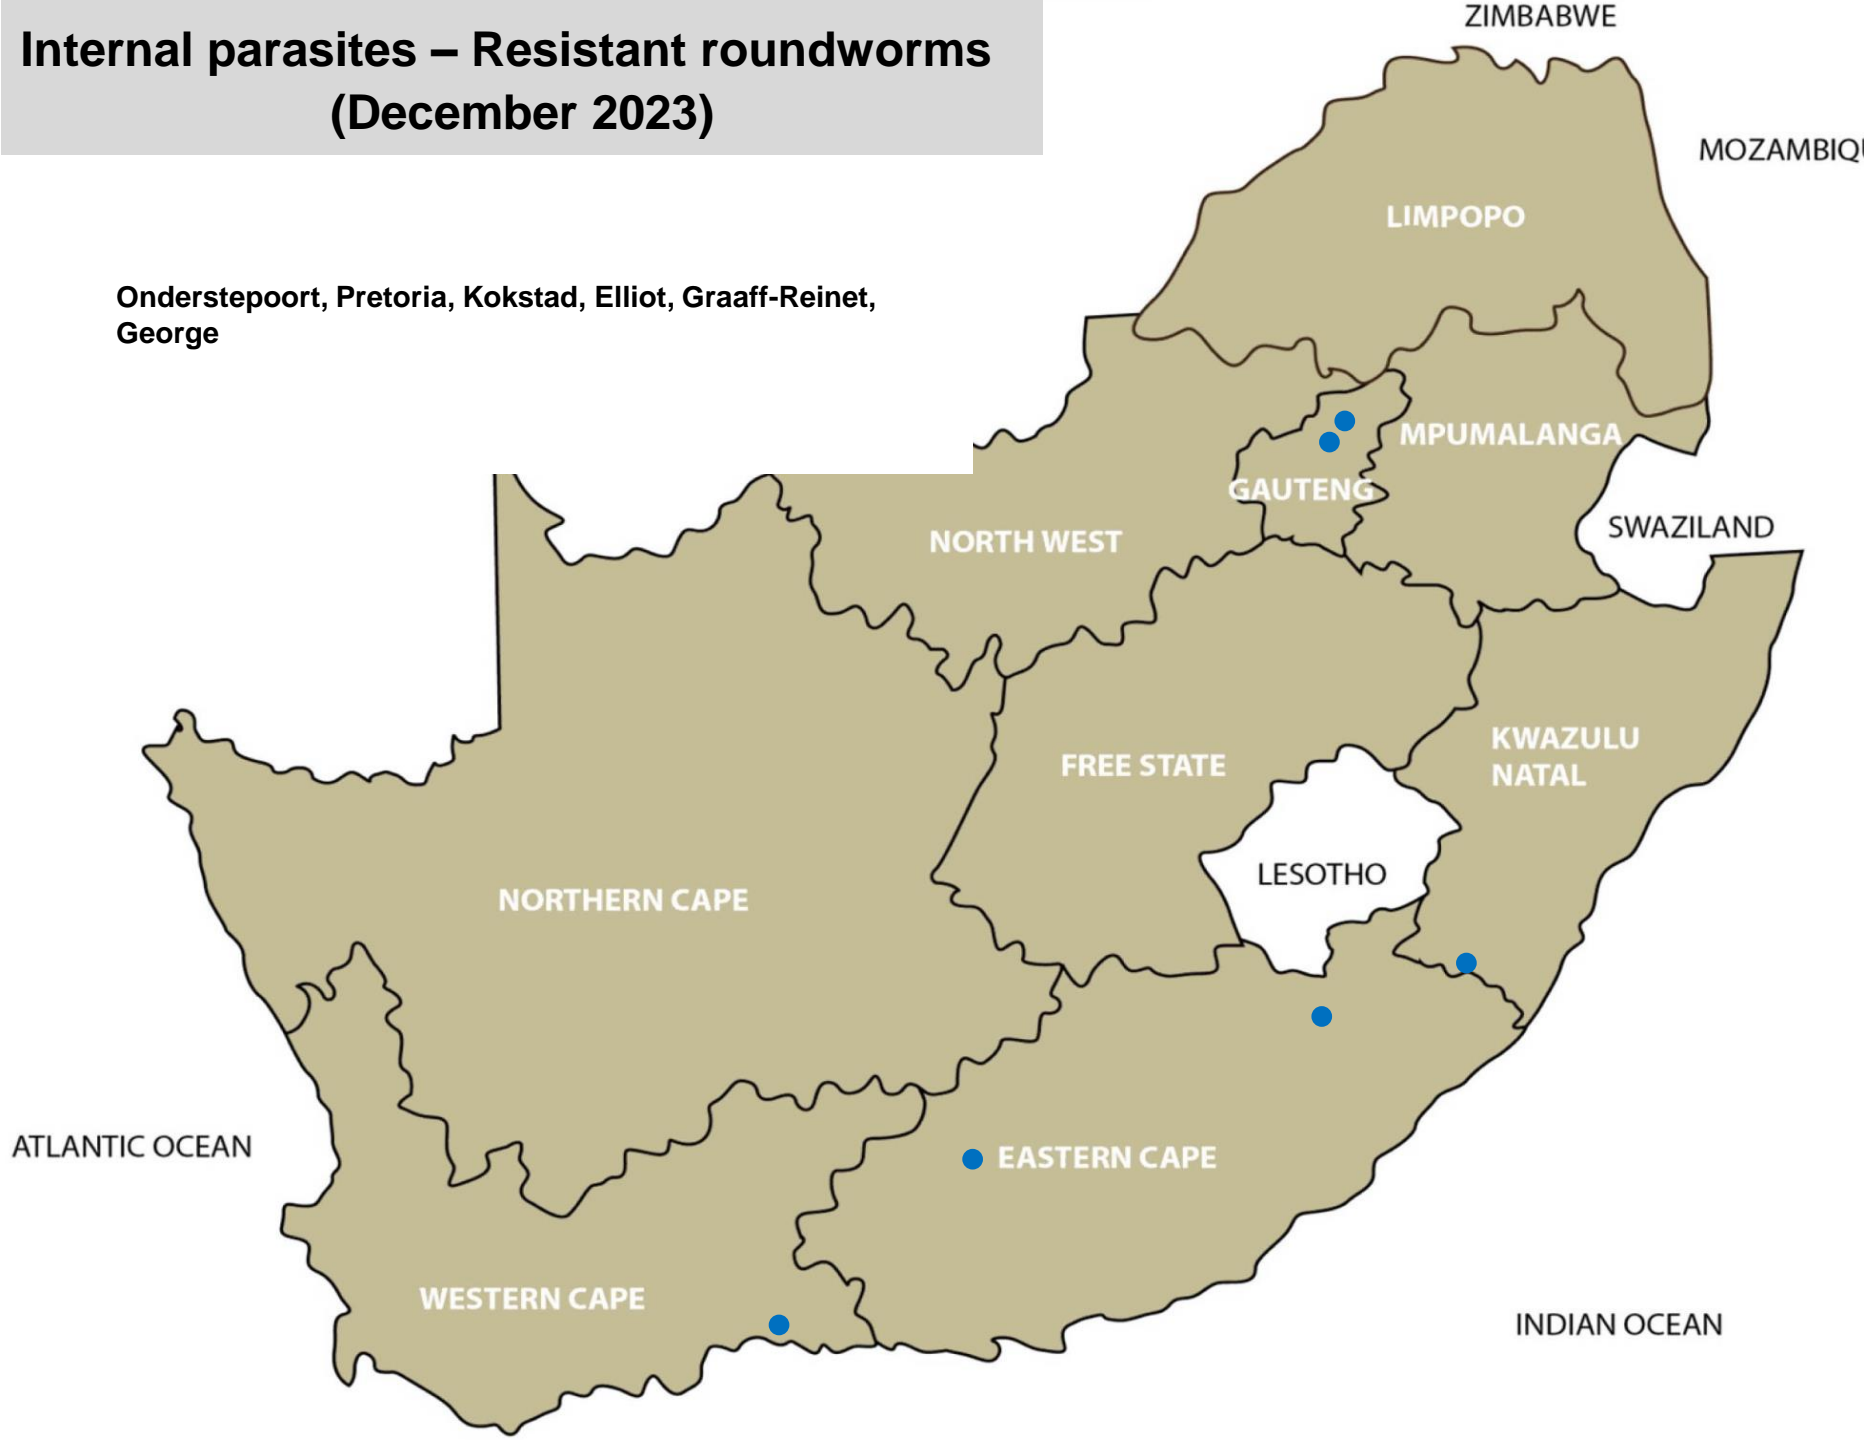 Internal parasites – Resistant roundworms
(December 2023)
ZIMBABWE
MOZAMBIQU
LIMPOPO
Onderstepoort, Pretoria, Kokstad, Elliot, Graaff-Reinet,
George
MPUMALANGA
GAUTENG
SWAZILAND
NORTH WEST
KWAZULU
NATAL
FREE STATE
LESOTHO
NORTHERN CAPE
ATLANTIC OCEAN
EASTERN CAPE
WESTERN CAPE
INDIAN OCEAN